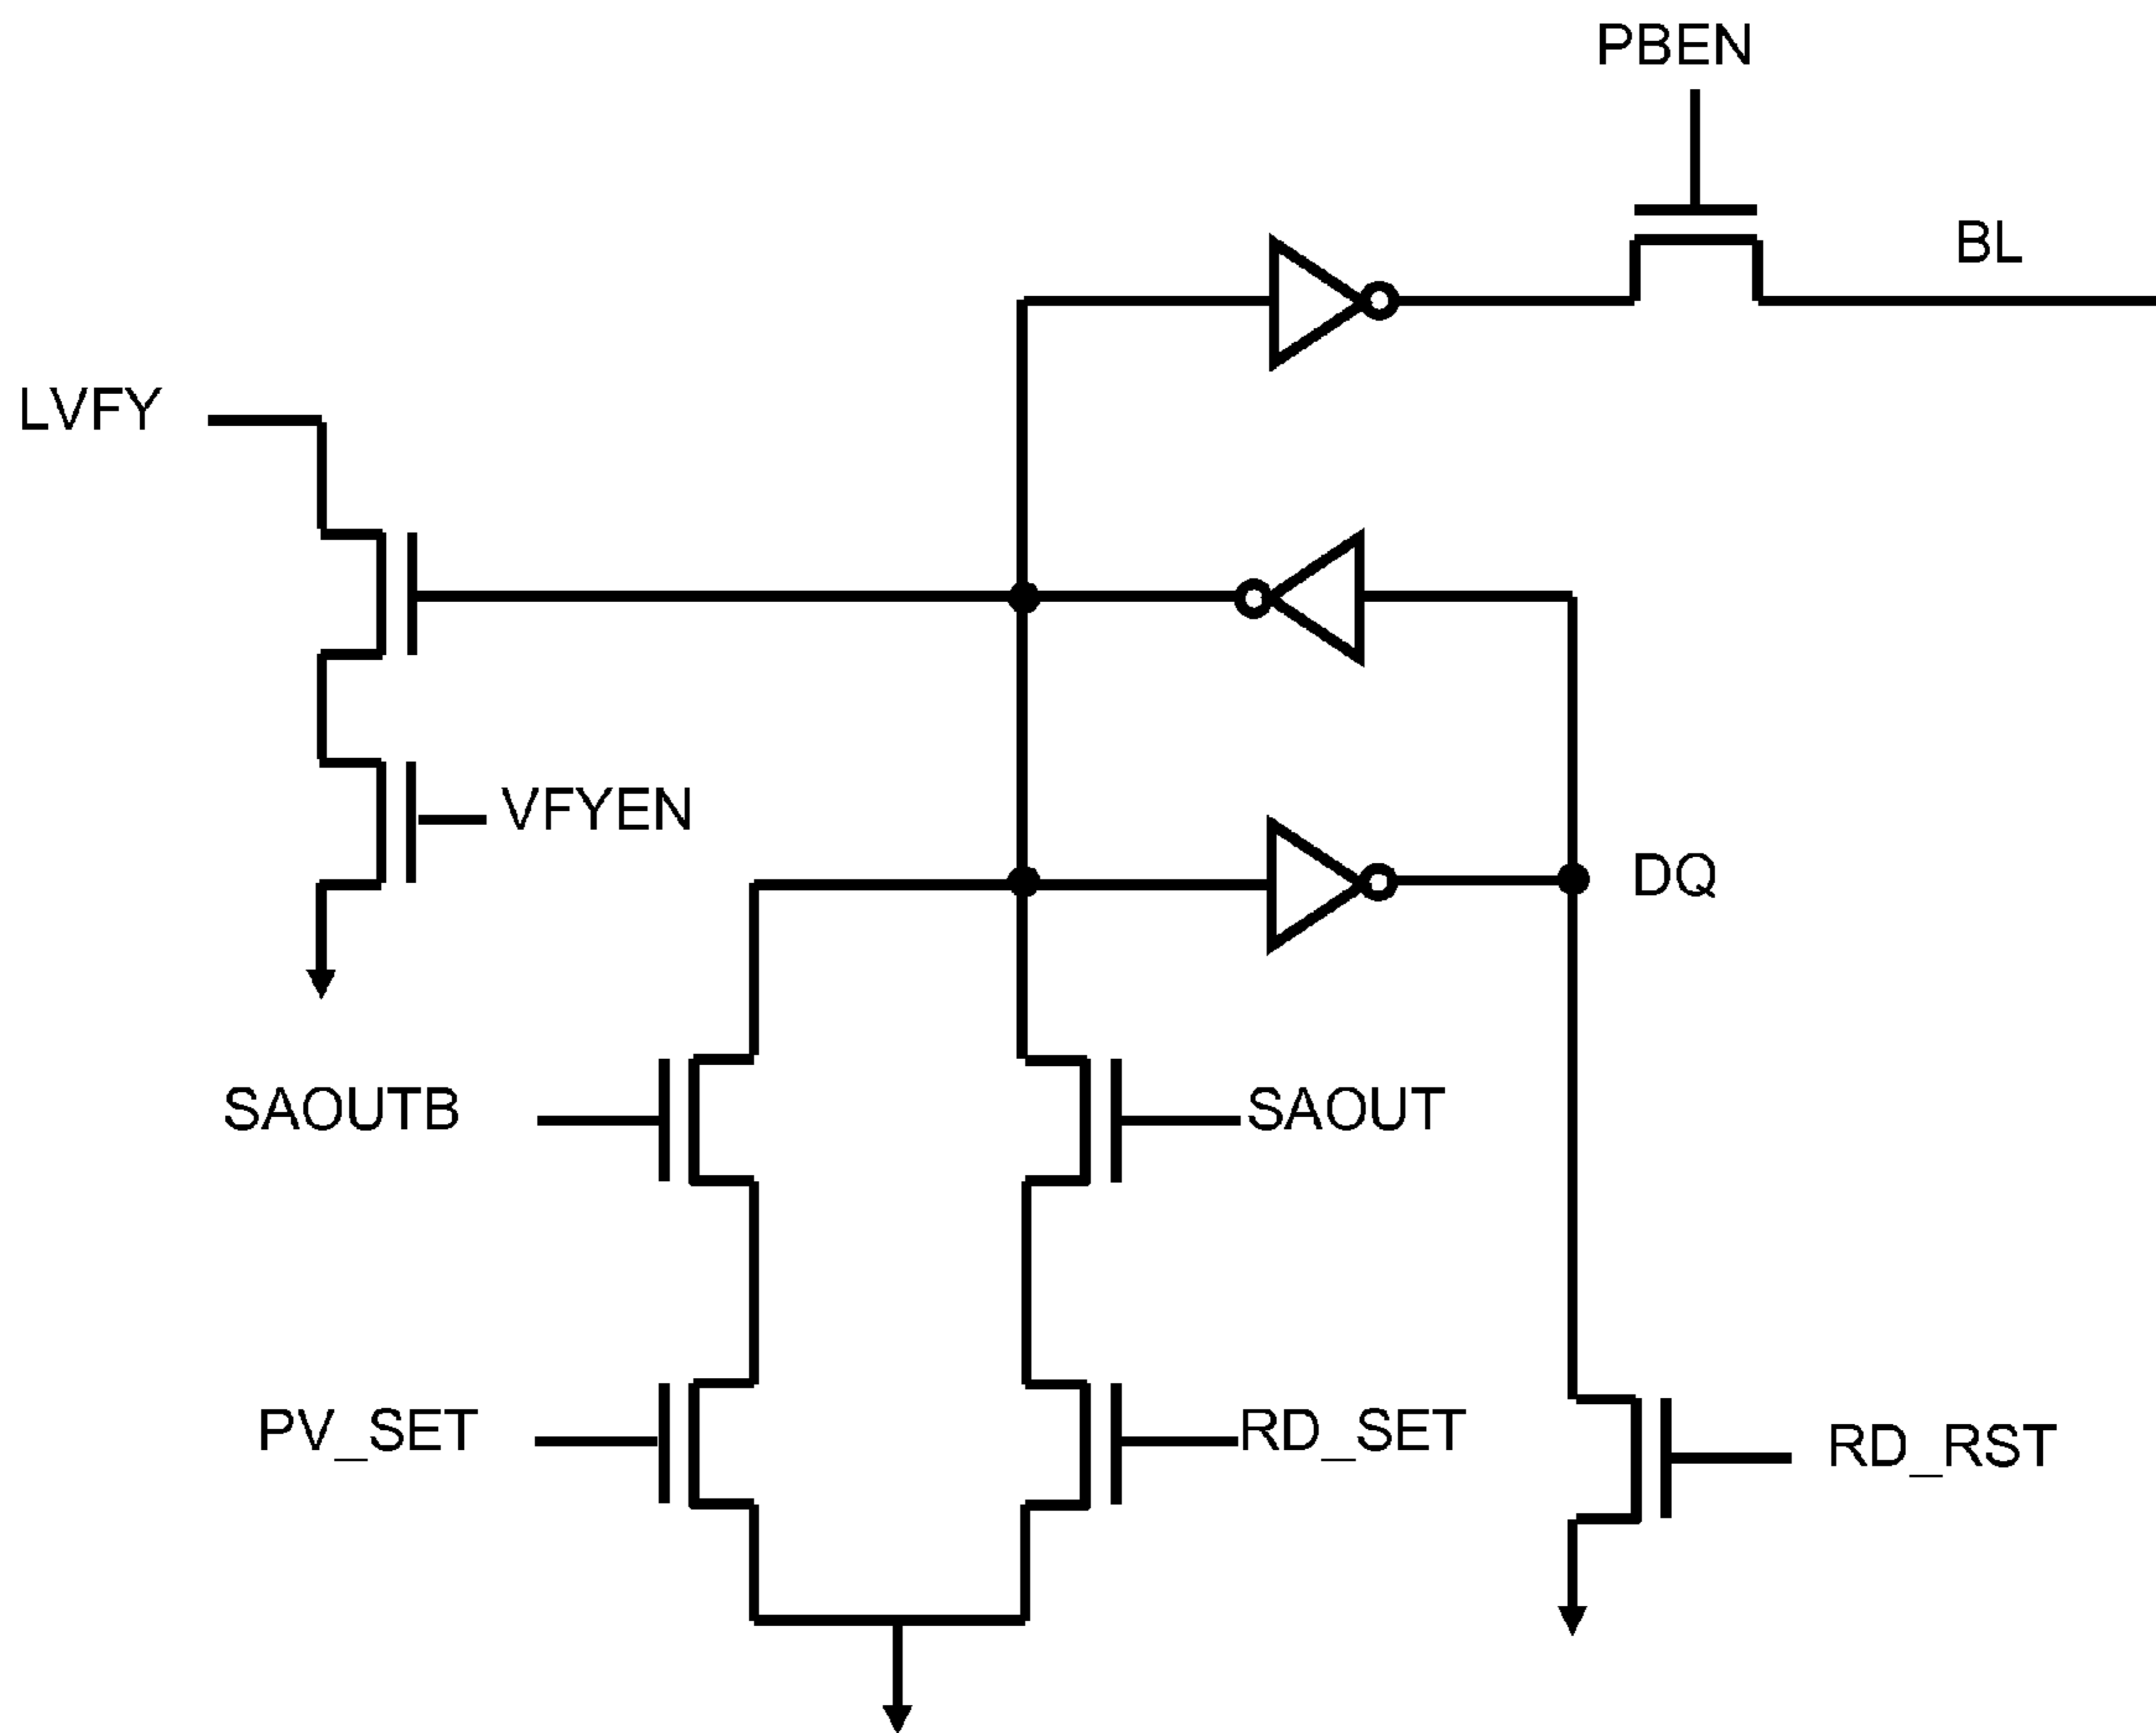 PBEN
BL
LVFY
VFYEN
DQ
SAOUTB
SAOUT
PV_SET
RD_SET
RD_RST